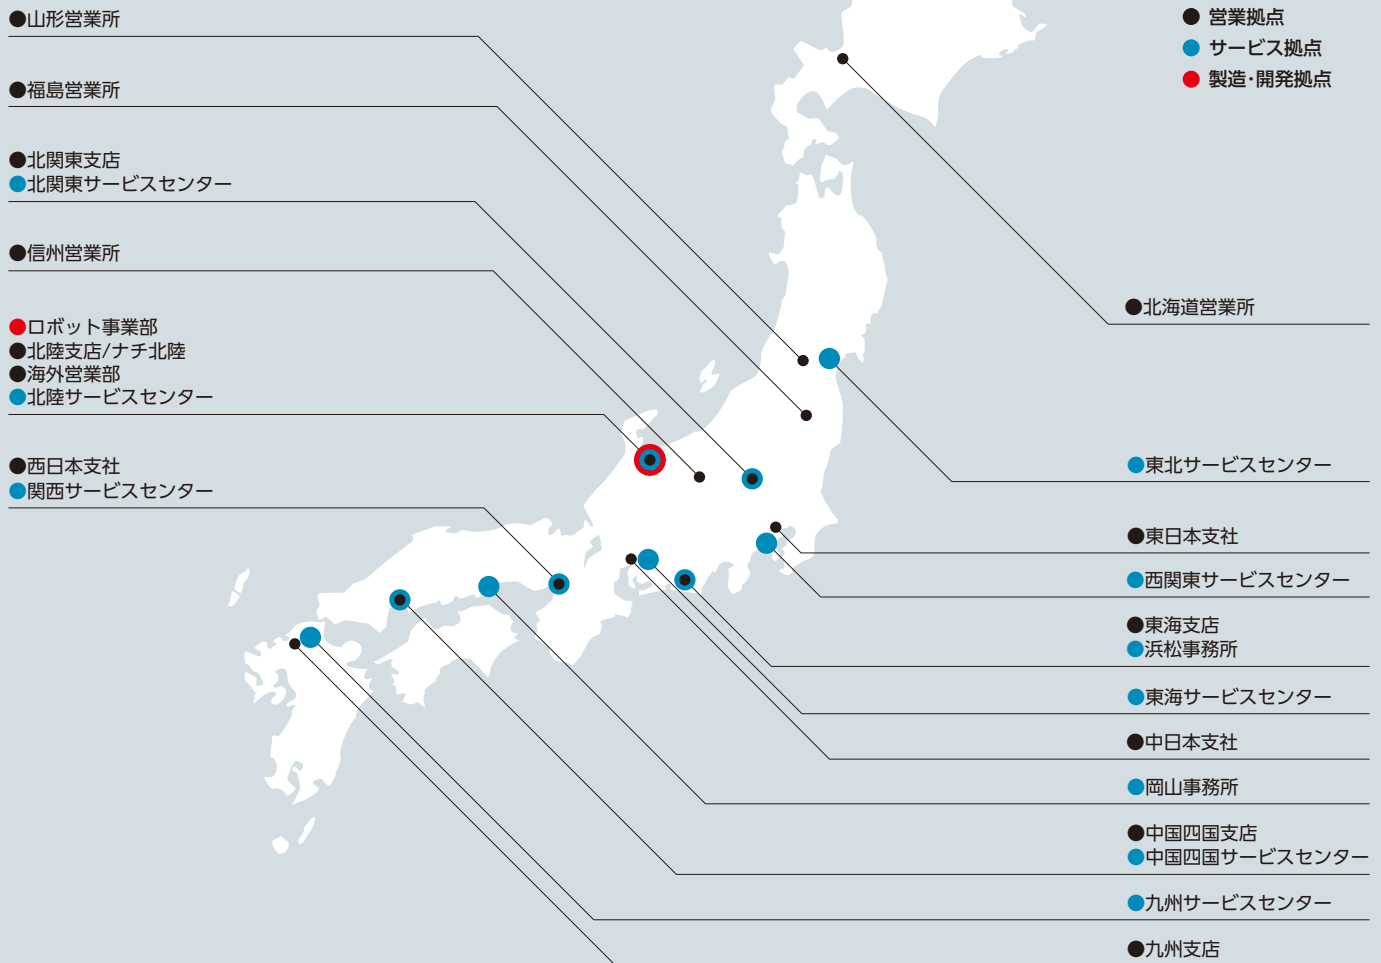 ●山形営業所
●福島営業所
●北関東支店
●北関東サービスセンター
●信州営業所
●ロボット事業部
●北陸支店/ナチ北陸
●海外営業部
●北陸サービスセンター
●西日本支社
●関西サービスセンター
● 営業拠点
● サービス拠点
● 製造・開発拠点
●北海道営業所
●東北サービスセンター
●東日本支社
●西関東サービスセンター
●東海支店
●浜松事務所
●東海サービスセンター
●中日本支社
●岡山事務所
●中国四国支店
●中国四国サービスセンター
●九州サービスセンター
●九州支店